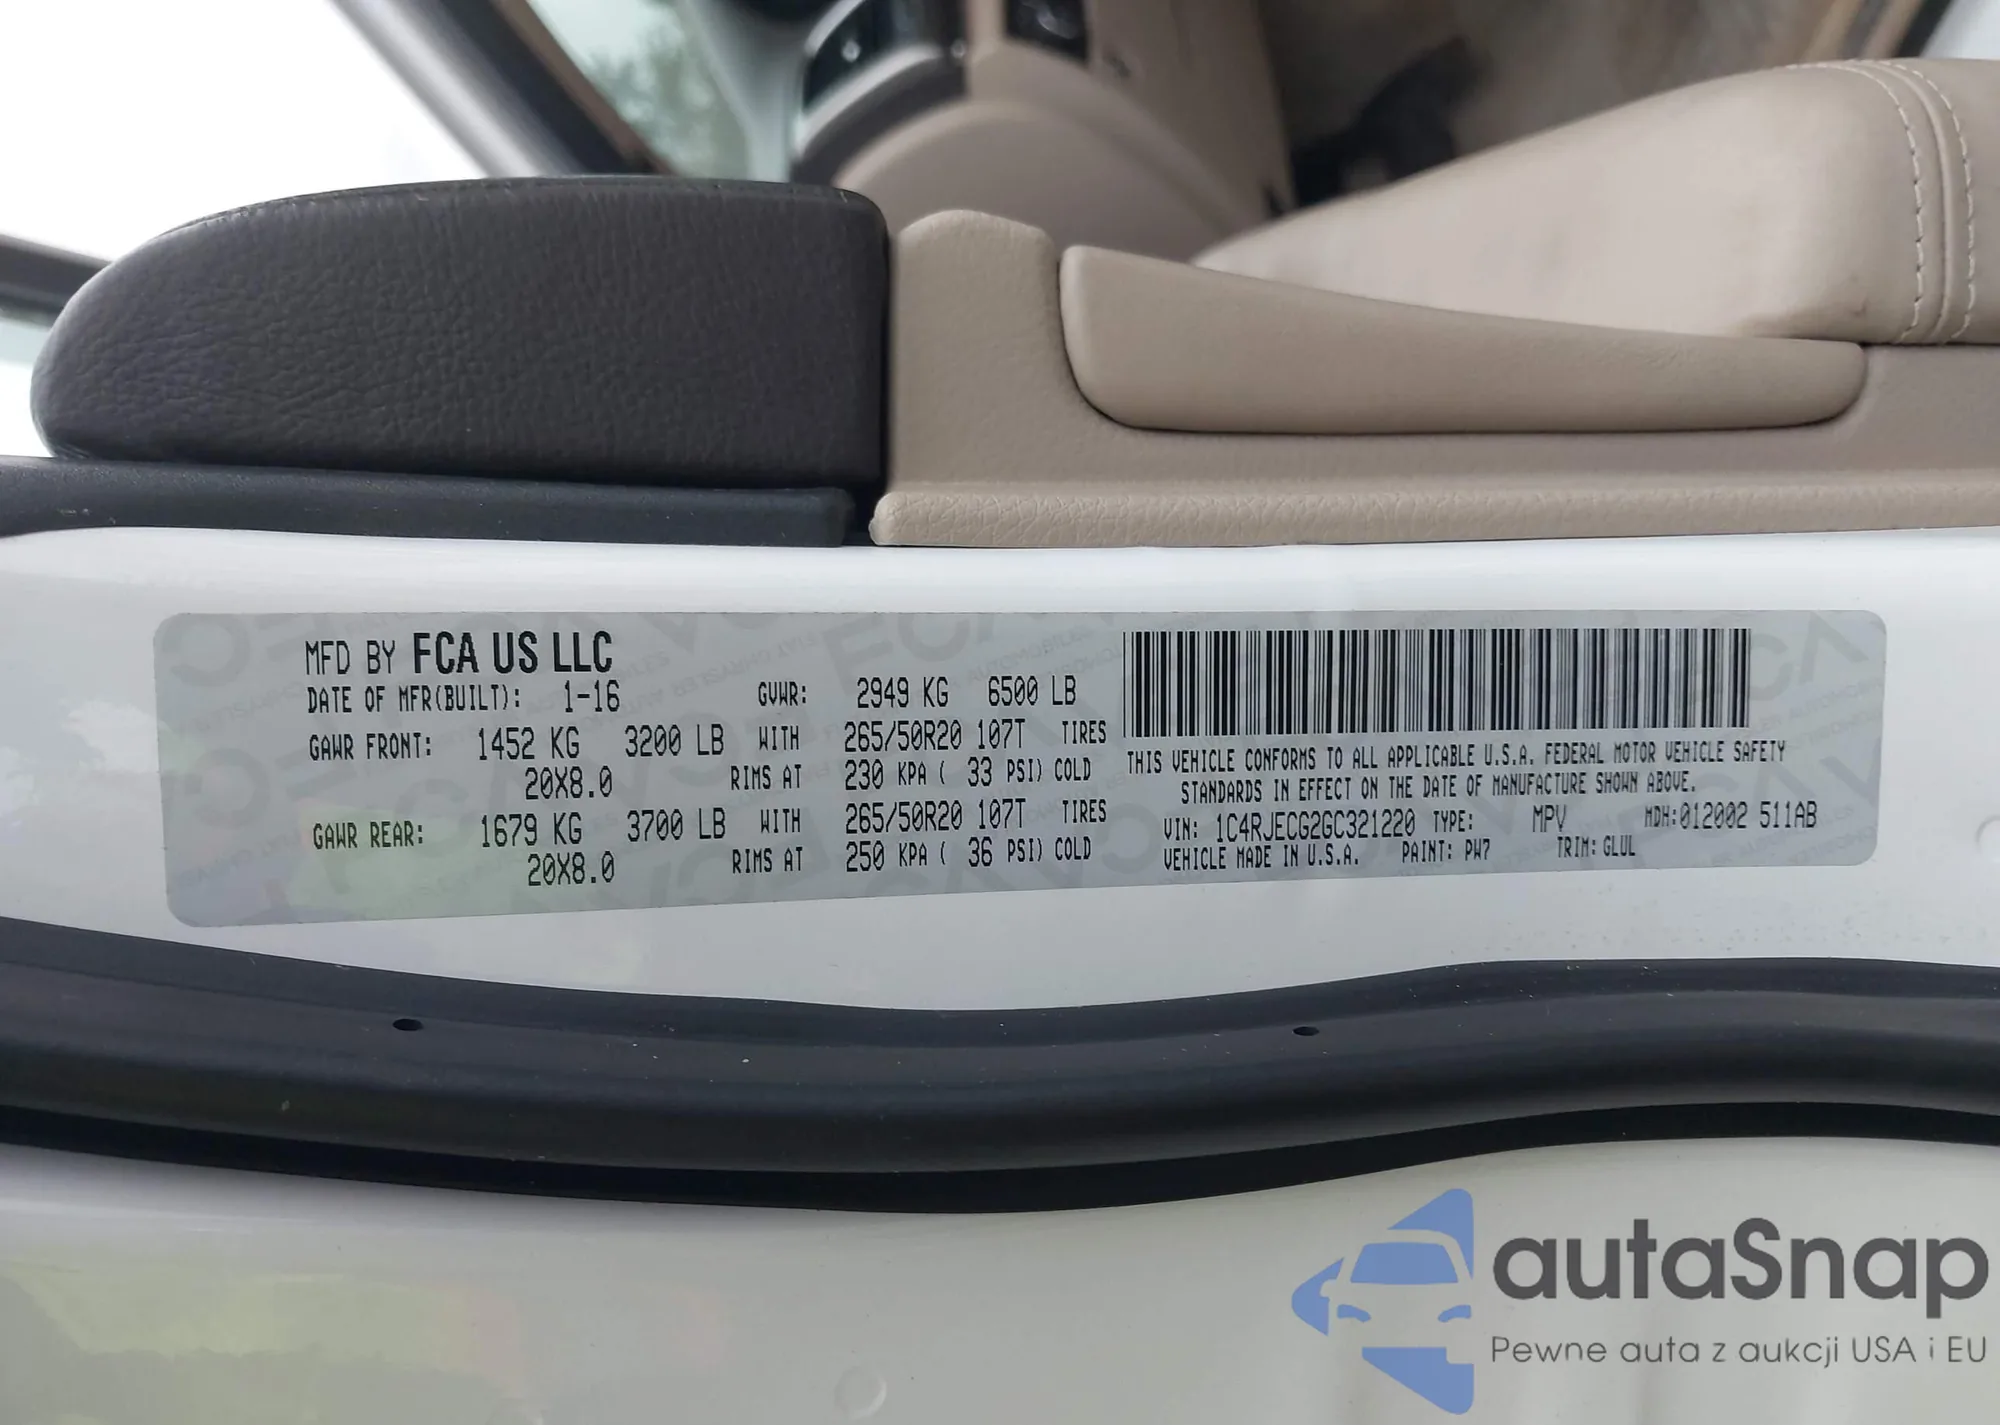 MFD BY FCA US LLC
DATE OF MFR(BUILT): 1-16 GVWR: 2949 KG 6500 LB
GAWR FRONT: 1452 KG 3200 LB WITH 265/50R20 107T TIRES
20X8.0 RIMS AT 230 KPA ( 33 PSI) COLD
GAWR REAR: 1679 KG 3700 LB WITH 265/50R20 107T TIRES
20X8.0 RIMS AT 250 KPA ( 36 PSI) COLD
THIS VEHICLE CONFORMS TO ALL APPLICABLE U.S.A. FEDERAL MOTOR VEHICLE SAFETY
STANDARDS IN EFFECT ON THE DATE OF MANUFACTURE SHOWN ABOVE.
VIN: 1C4RJECG2GC321220 TYPE: MPV MDH:012002 511AB
VEHICLE MADE IN U.S.A. PAINT: PW7 TRIM: GLUL
autaSnap
Pewne auta z aukcji USA i EU